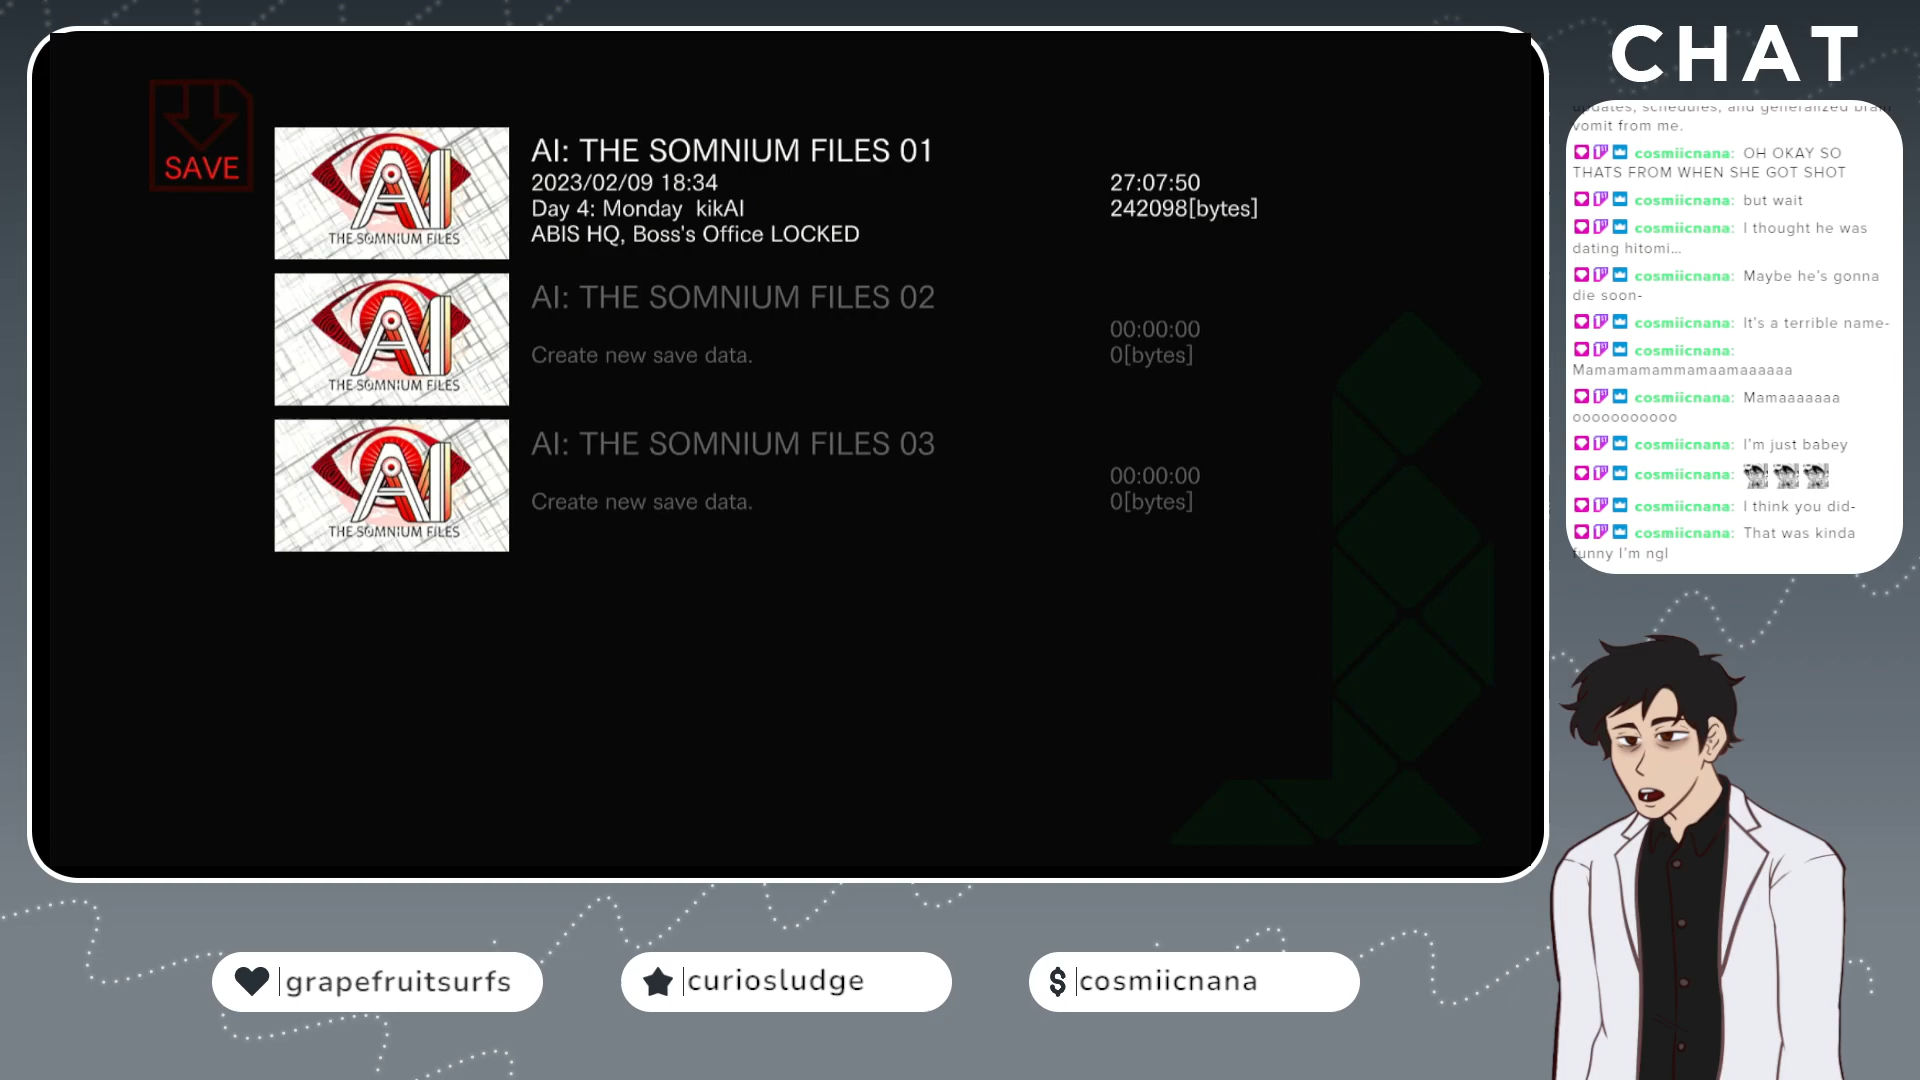 SAVE
AI
THE SOMNIUM FILES
AI: THE SOMNIUM FILES 01
2023/02/09 18:34
27:07:50
Day 4: Monday kikAI
242098[bytes]
ABIS HQ, Boss's Office LOCKED
AI
THE SOMNIUM FILES
AI: THE SOMNIUM FILES 02
00:00:00
Create new save data.
0[bytes]
AI
THE SOMNIUM FILES
AI: THE SOMNIUM FILES 03
00:00:00
Create new save data.
0[bytes]
CHAT
updates, schedules, and generalized brain
vomit from me.
cosmiicnana: OH OKAY SO
THATS FROM WHEN SHE GOT SHOT
cosmiicnana: but wait
cosmiicnana: I thought he was
dating hitomi...
cosmiicnana: Maybe he's gonna
die soon-
cosmiicnana: It's a terrible name-
cosmiicnana:
Mamamamammamaamaaaaaa
cosmiicnana: Mamaaaaaaa
ooooooooooo
cosmiicnana: I'm just babey
cosmiicnana:
cosmiicnana: I think you did-
cosmiicnana: That was kinda
funny I'm ngl
grapefruitsurfs
curiosludge
$ cosmiicnana